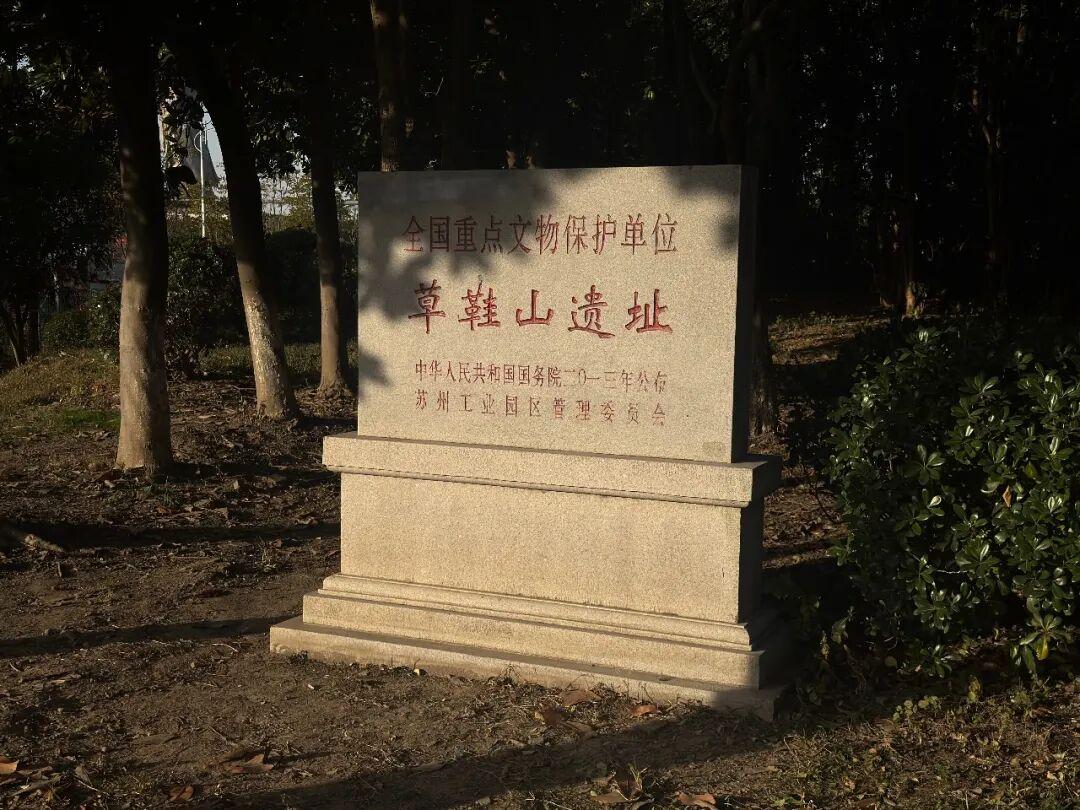 全国重点文物保护单位
草鞋山遗址
中华人民共和国国务院二0一三年公布
苏州工业园区管理委员会